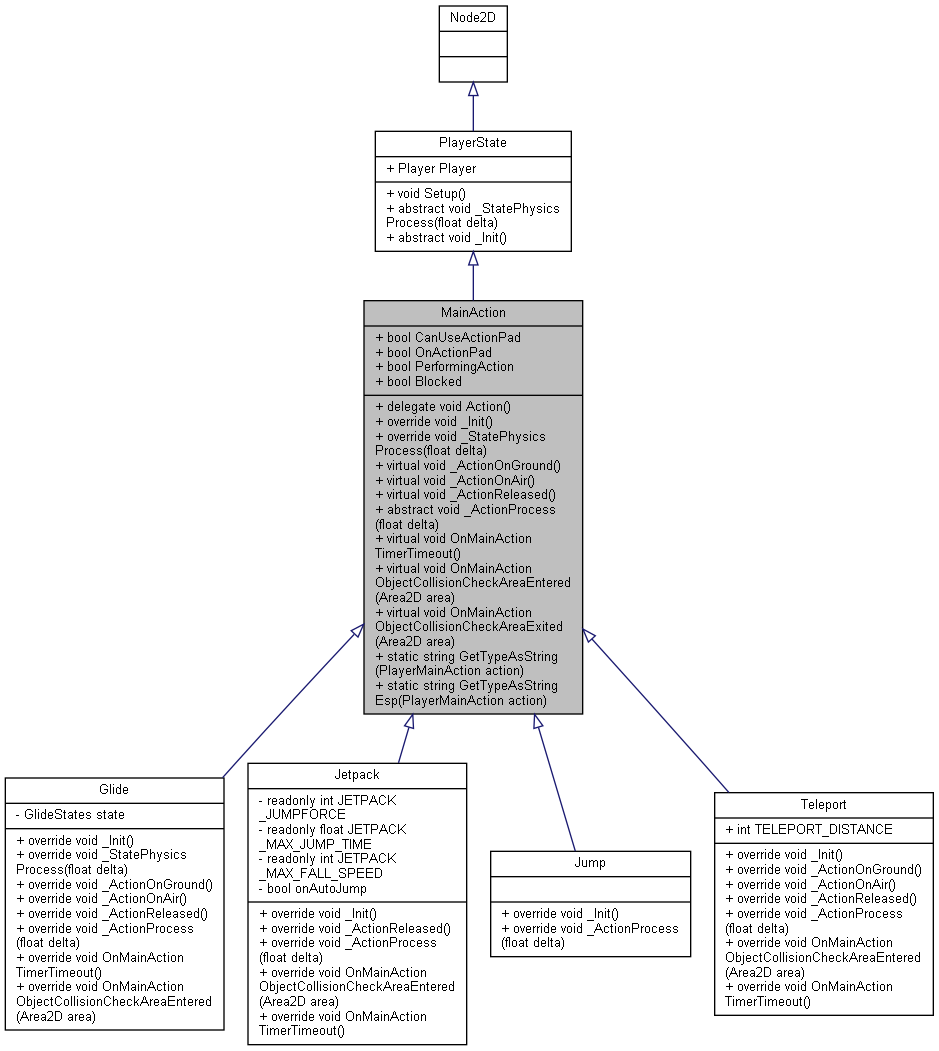 Node2D
PlayerState
+ Player Player
+ void Setup()
+ abstract void _StatePhysics
Process(float delta)
+ abstract void _Init()
MainAction
+ bool CanUseActionPad
+ bool OnActionPad
+ bool PerformingAction
+ bool Blocked
+ delegate void Action()
+ override void _Init()
+ override void _StatePhysics
Process(float delta)
+ virtual void _ActionOnGround()
+ virtual void _ActionOnAir()
+ virtual void _ActionReleased()
+ abstract void _ActionProcess
(float delta)
+ virtual void OnMainAction
TimerTimeout()
+ virtual void OnMainAction
ObjectCollisionCheckAreaEntered
(Area2D area)
+ virtual void OnMainAction
ObjectCollisionCheckAreaExited
(Area2D area)
+ static string GetTypeAsString
(PlayerMainAction action)
+ static string GetTypeAsString
Esp(PlayerMainAction action)
Glide
- GlideStates state
+ override void _Init()
+ override void _StatePhysics
Process(float delta)
+ override void _ActionOnGround()
+ override void _ActionOnAir()
+ override void _ActionReleased()
+ override void _ActionProcess
(float delta)
+ override void OnMainAction
TimerTimeout()
+ override void OnMainAction
ObjectCollisionCheckAreaEntered
(Area2D area)
Jetpack
- readonly int JETPACK
_JUMPFORCE
- readonly float JETPACK
_MAX_JUMP_TIME
- readonly int JETPACK
_MAX_FALL_SPEED
- bool onAutoJump
+ override void _Init()
+ override void _ActionReleased()
+ override void _ActionProcess
(float delta)
+ override void OnMainAction
ObjectCollisionCheckAreaEntered
(Area2D area)
+ override void OnMainAction
TimerTimeout()
Jump
+ override void _Init()
+ override void _ActionProcess
(float delta)
Teleport
+ int TELEPORT_DISTANCE
+ override void _Init()
+ override void _ActionOnGround()
+ override void _ActionOnAir()
+ override void _ActionReleased()
+ override void _ActionProcess
(float delta)
+ override void OnMainAction
ObjectCollisionCheckAreaEntered
(Area2D area)
+ override void OnMainAction
TimerTimeout()